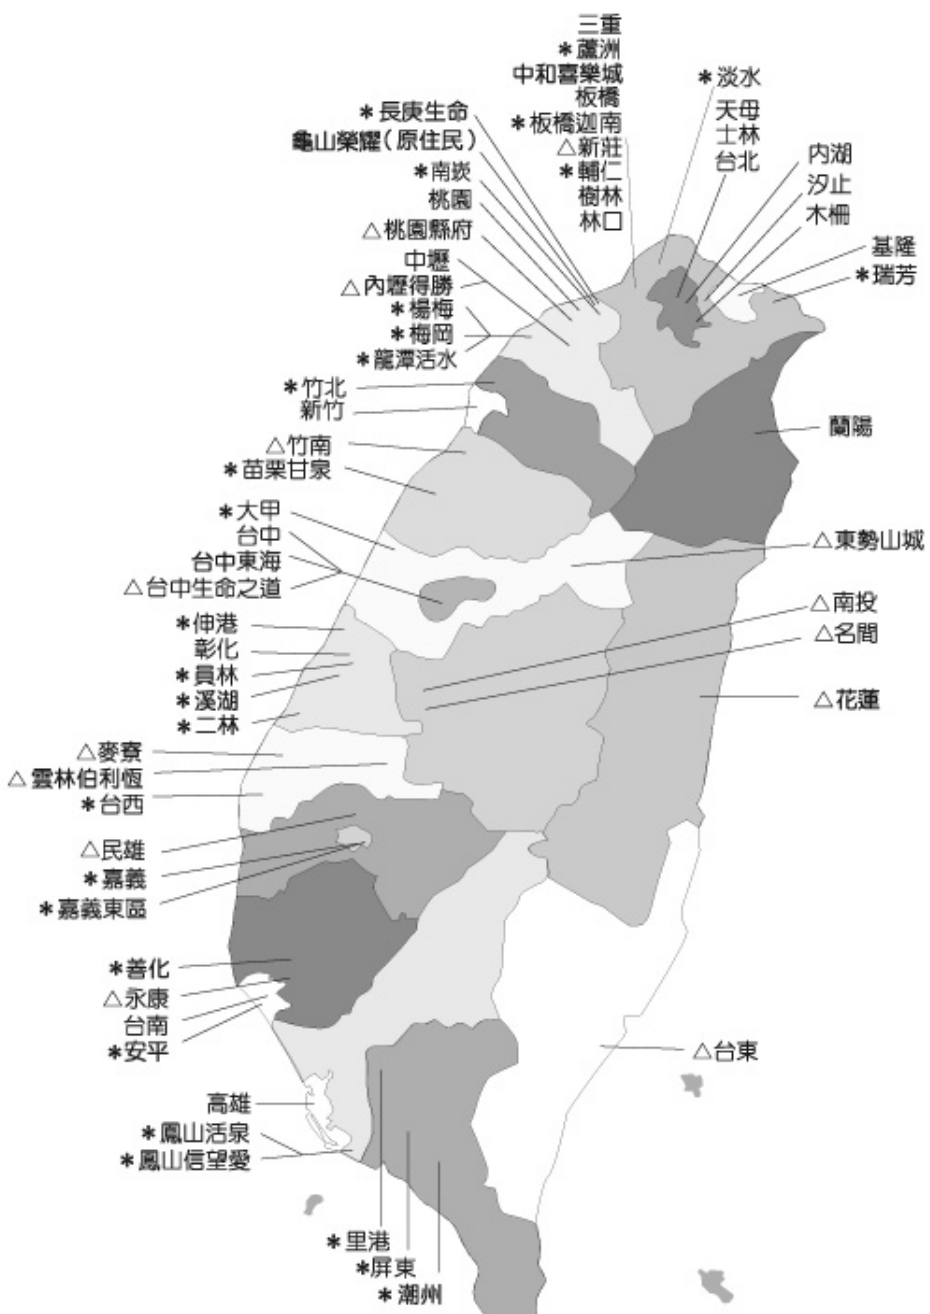 三重
*蘆洲
中和喜樂城
板橋
*板橋迦南
△新莊
*輔仁
樹林
林口
*淡水
天母
士林
台北
内湖
汐止
木柵
基隆
*瑞芳
*長庚生命
龜山榮耀(原住民)
*南崁
桃園
△桃園縣府
中壢
△內壢得勝
*楊梅
*梅岡
*龍潭活水
*竹北
新竹
△竹南
*苗栗甘泉
*大甲
台中
台中東海
△台中生命之道
*伸港
彰化
*員林
*溪湖
*二林
△麥寮
△雲林伯利恆
*台西
△民雄
*嘉義
*嘉義東區
*善化
△永康
台南
*安平
高雄
*鳳山活泉
*鳳山信望愛
*里港
*屏東
*潮州
蘭陽
△東勢山城
△南投
△名間
△花蓮
△台東